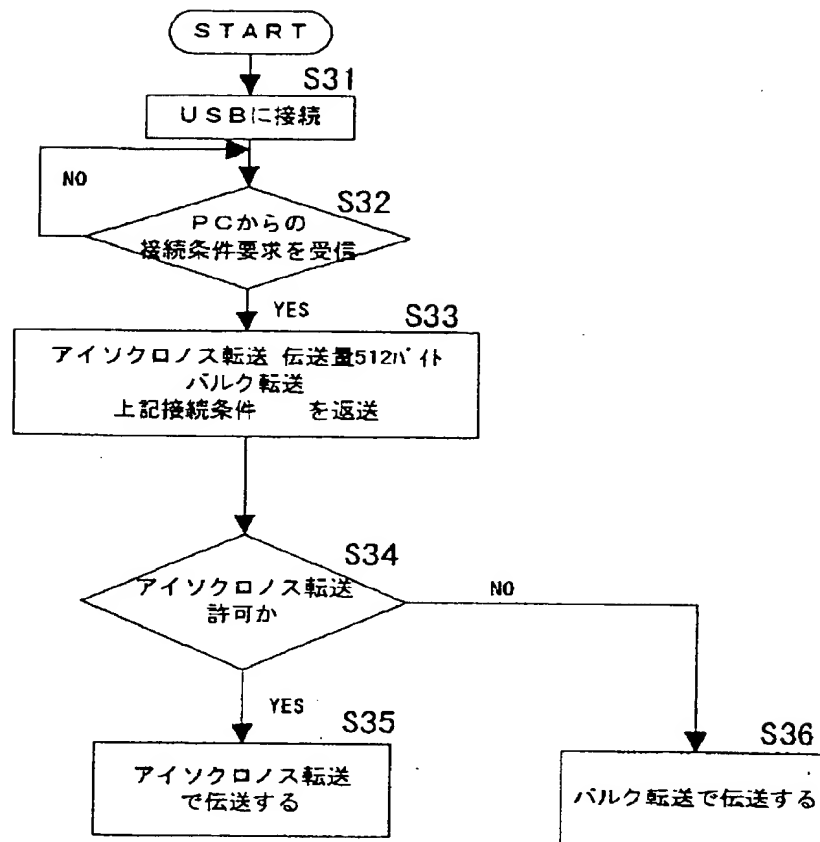 START
S31
USBに接続
NO
S32
PCからの
接続条件要求を受信
YES
S33
アイソクロノス転送 伝送量512バイト
バルク転送
上記接続条件　　を返送
S34
アイソクロノス転送
許可か
NO
YES
S35
アイソクロノス転送
で伝送する
S36
バルク転送で伝送する